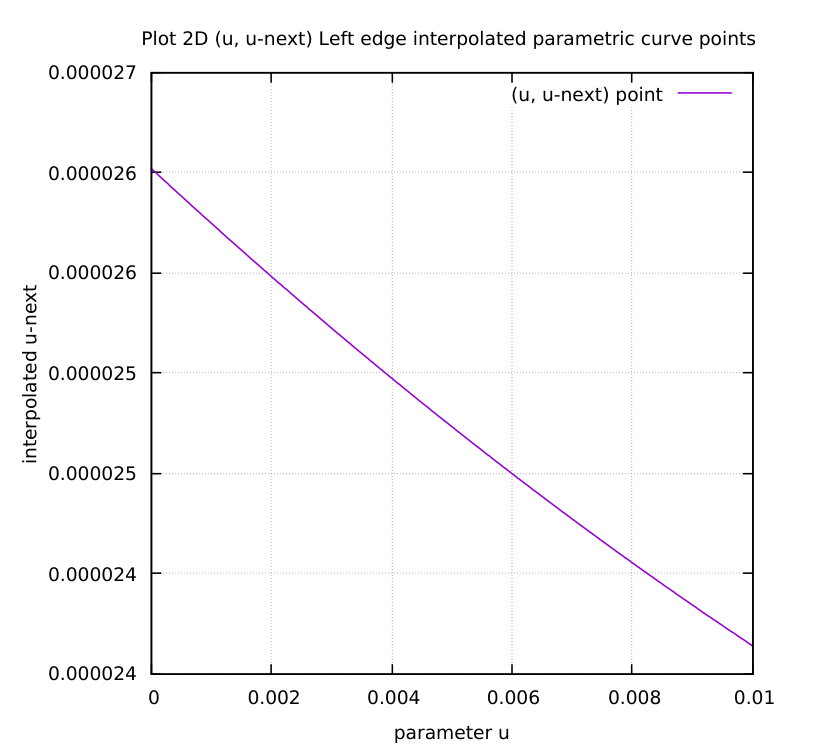 Plot 2D (u, u-next) Left edge interpolated parametric curve points
(u, u-next) point
0.000027
0.000026
0.000026
0.000025
0.000025
0.000024
0.000024
interpolated u-next
0 0.002 0.004 0.006 0.008 0.01
parameter u